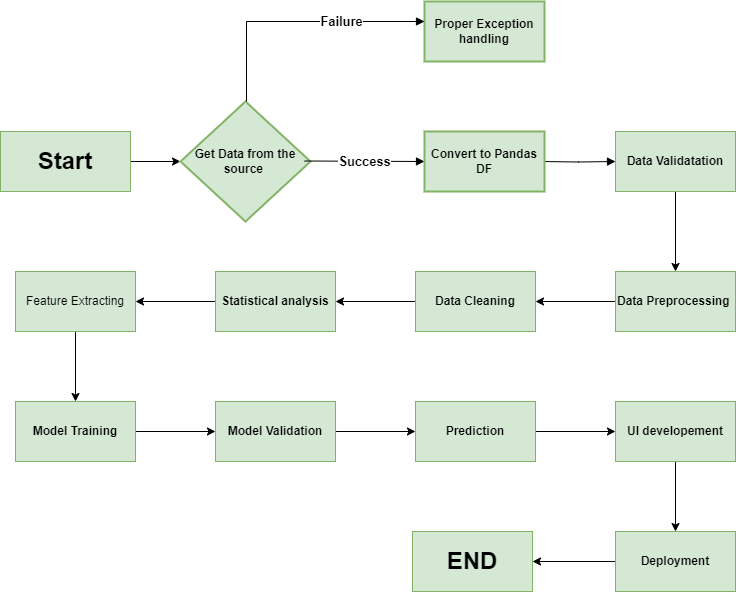 Failure
Proper Exception
handling
Start
Get Data from the
source
Success
Convert to Pandas
DF
Data Validatation
Feature Extracting
Statistical analysis
Data Cleaning
Data Preprocessing
Model Training
Model Validation
Prediction
UI developement
END
Deployment